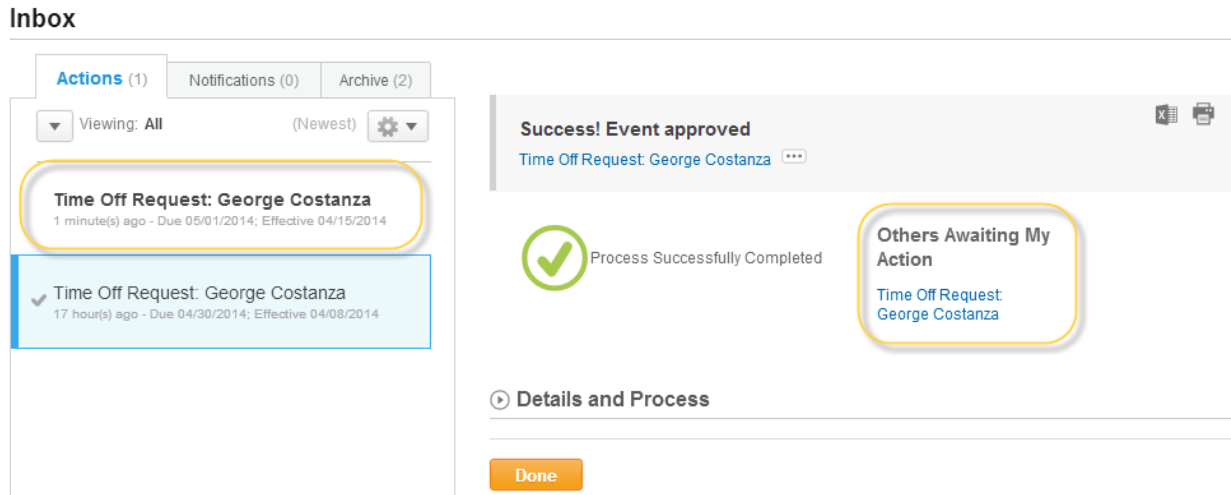 Inbox
Actions (1)
Notifications (0)
Archive (2)
Viewing: All
(Newest)
Time Off Request: George Costanza
1 minute(s) ago - Due 05/01/2014; Effective 04/15/2014
Time Off Request: George Costanza
17 hour(s) ago - Due 04/30/2014; Effective 04/08/2014
Success! Event approved
Time Off Request: George Costanza
Process Successfully Completed
Others Awaiting My
Action
Time Off Request:
George Costanza
Details and Process
Done